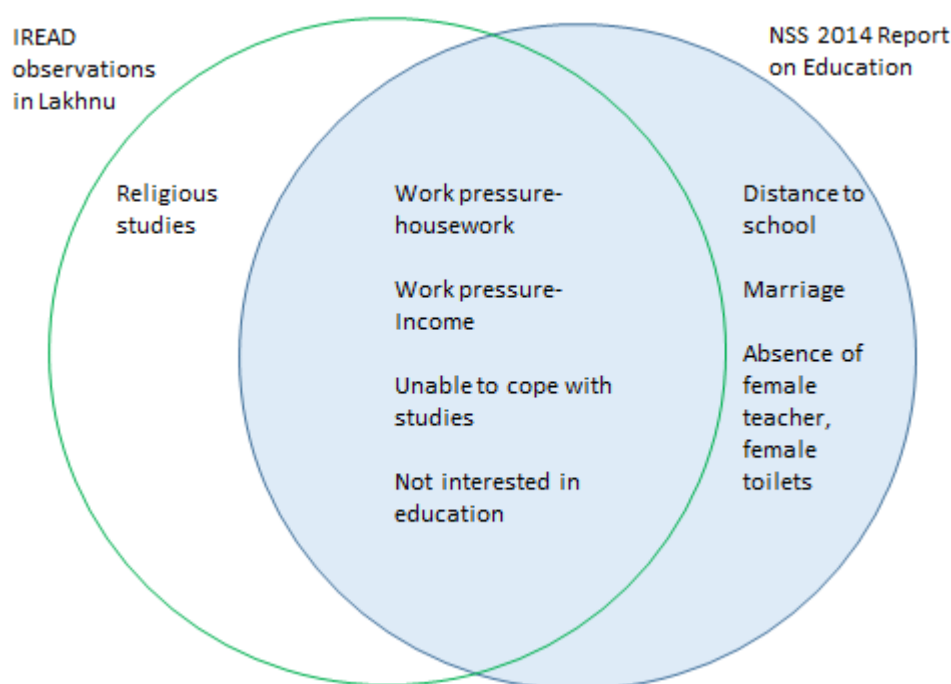 IREAD
observations
in Lakhnu
NSS 2014 Report
on Education
Religious
studies
Work pressure-
housework
Work pressure-
Income
Unable to cope with
studies
Not interested in
education
Distance to
school
Marriage
Absence of
female
teacher,
female
toilets